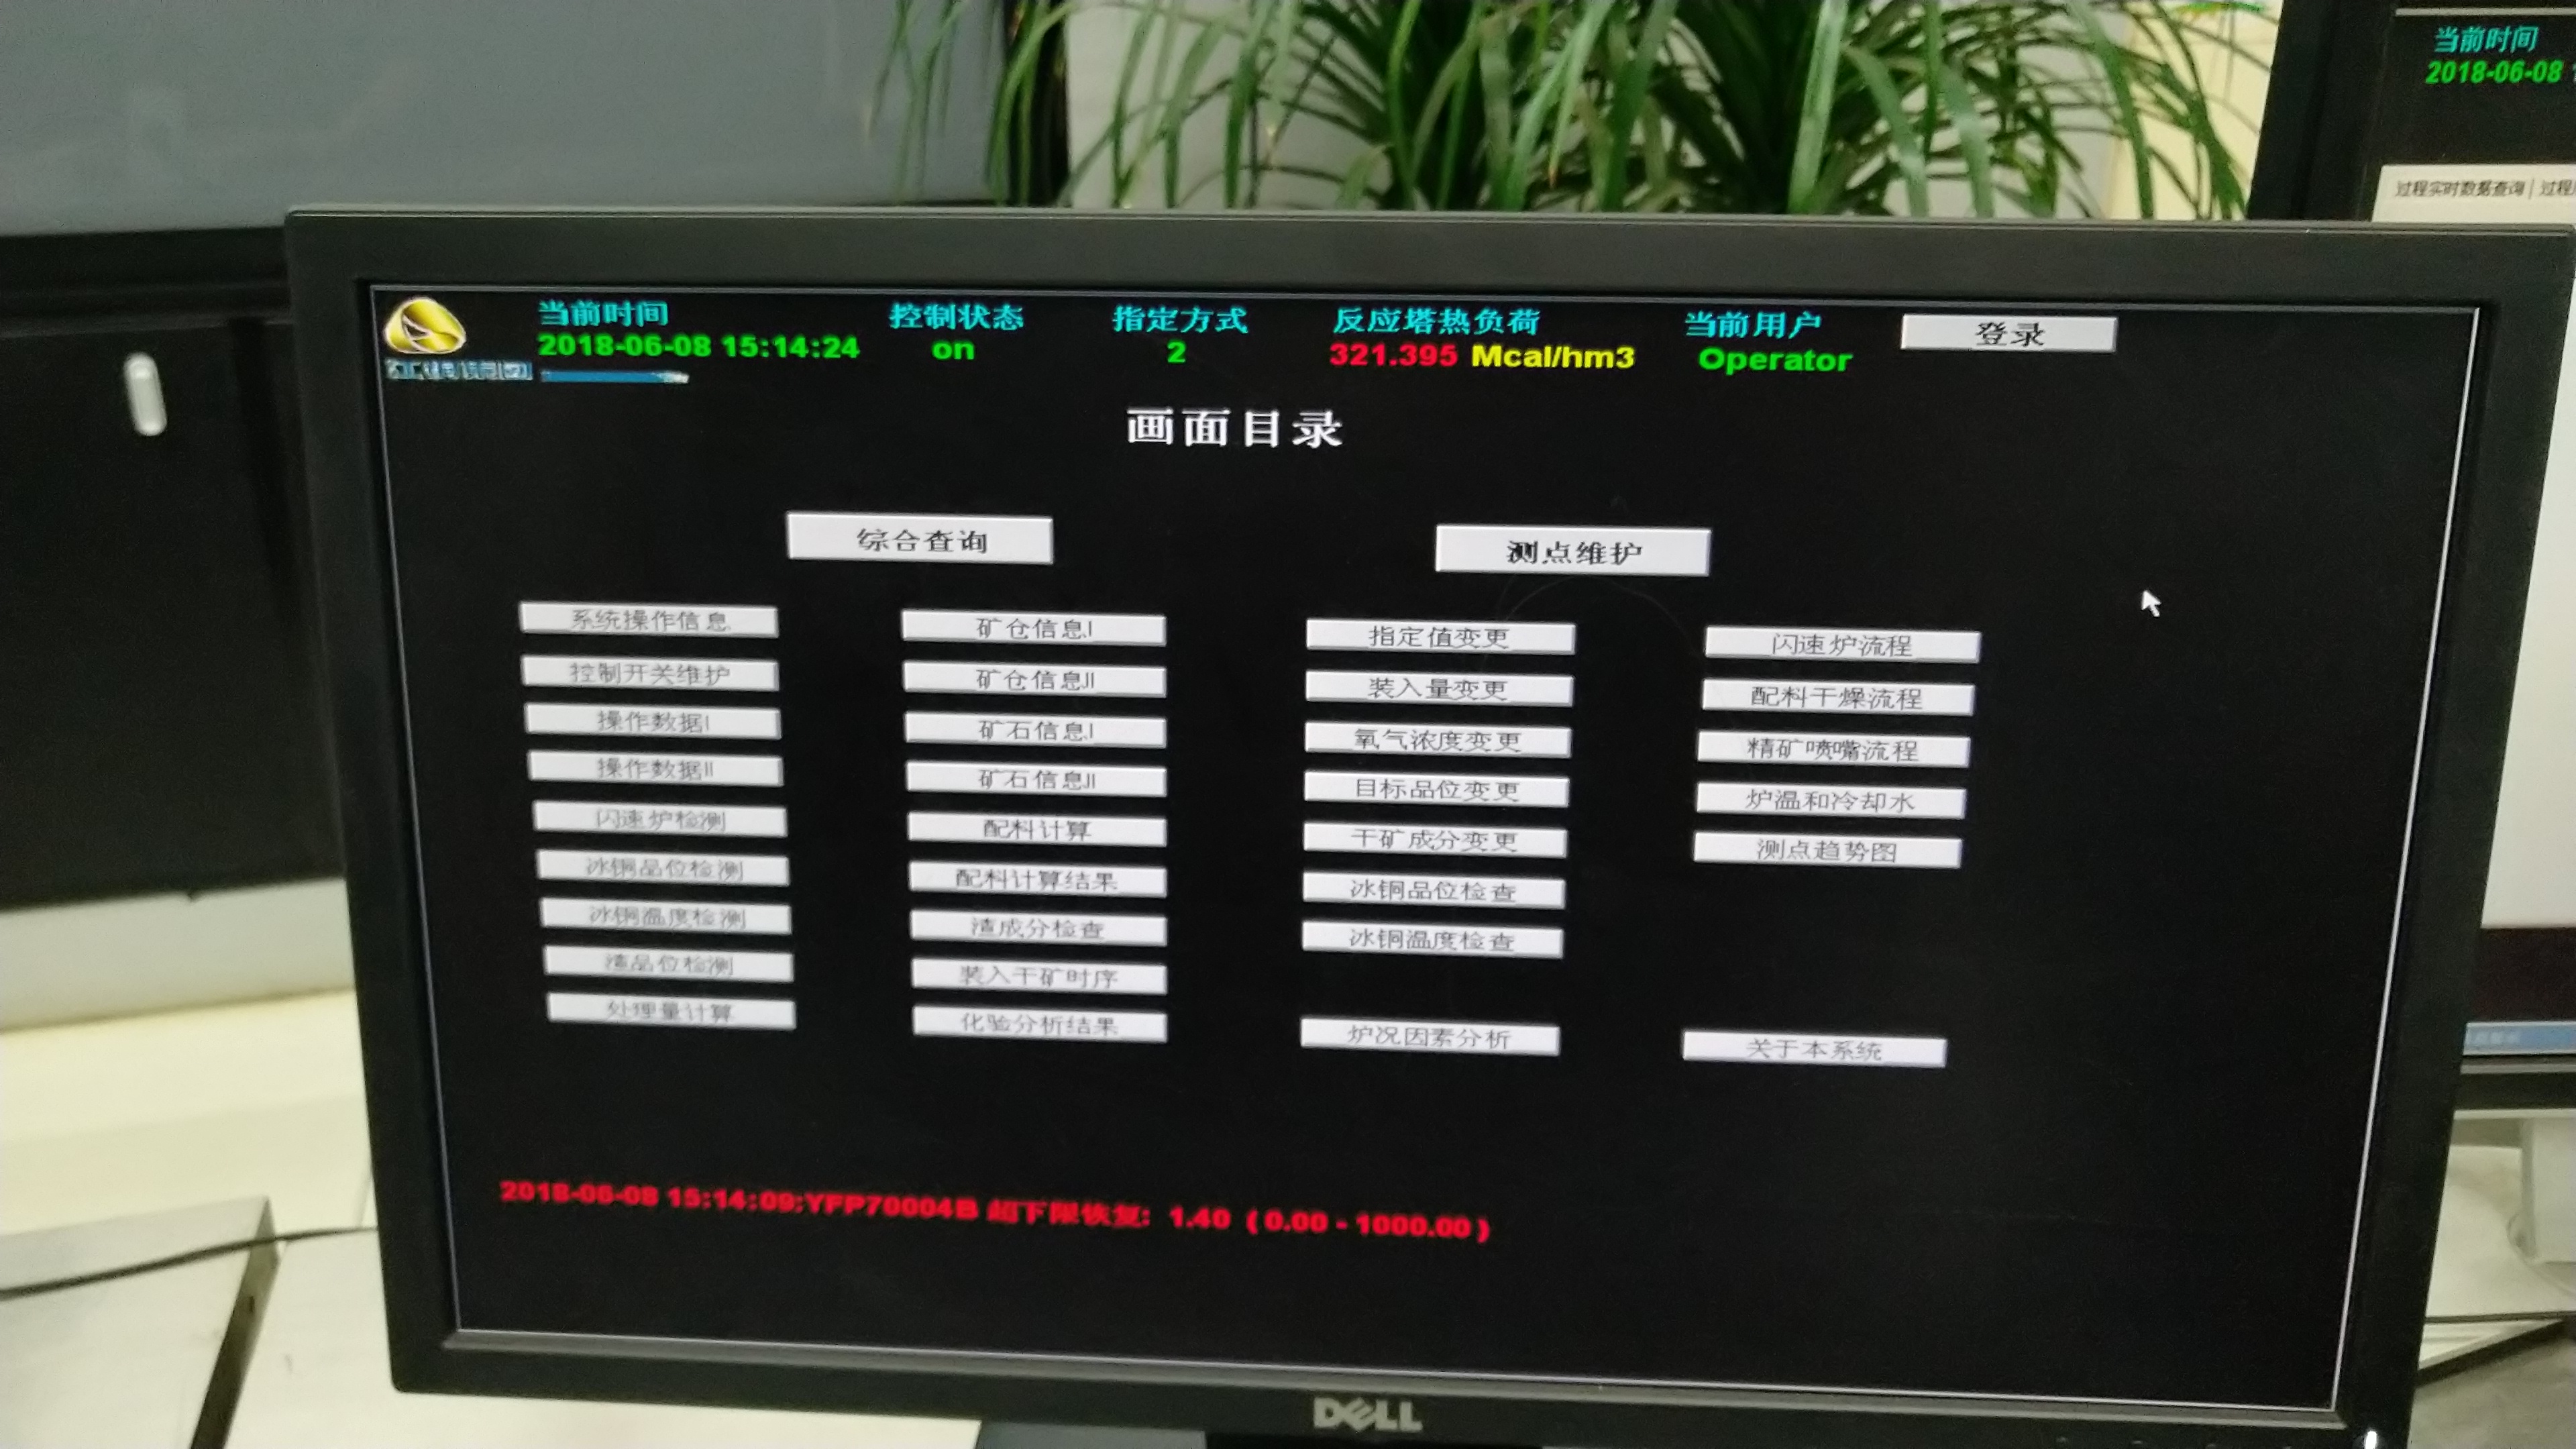 当前时间
2018-06-08
过程实时数据查询
当前时间 控制状态 指定方式 反应塔热负荷 当前用户 登录
2018-06-08 15:14:24 on 2 321.395 Mcal/hm3 Operator
画面目录
综合查询 测点维护
系统操作信息 矿仓信息I 指定值变更 闪速炉流程
控制开关维护 矿仓信息II 装入量变更 配料干燥流程
操作数据I 矿石信息I 氧气浓度变更 精矿喷嘴流程
操作数据II 矿石信息II 目标品位变更 炉温和冷却水
闪速炉检测 配料计算 干矿成分变更 测点趋势图
冰铜品位检测 配料计算结果 冰铜品位检查
冰铜温度检测 渣成分检查 冰铜温度检查
渣品位检测 装入干矿时序
处理量计算 化验分析结果 炉况因素分析 关于本系统
2018-06-08 15:14:09:YFP70004B 超下限恢复: 1.40 ( 0.00 - 1000.00 )
DELL